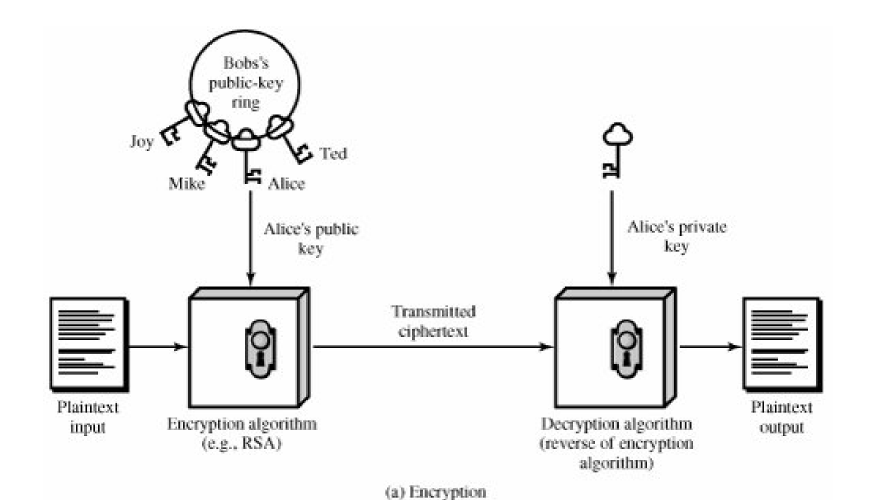 Bobs's
public-key
ring
Joy
Ted
Mike
Alice
Alice's public
key
Alice's private
key
Transmitted
ciphertext
Plaintext
input
Encryption algorithm
(e.g., RSA)
Decryption algorithm
(reverse of encryption
algorithm)
Plaintext
output
(a) Encryption